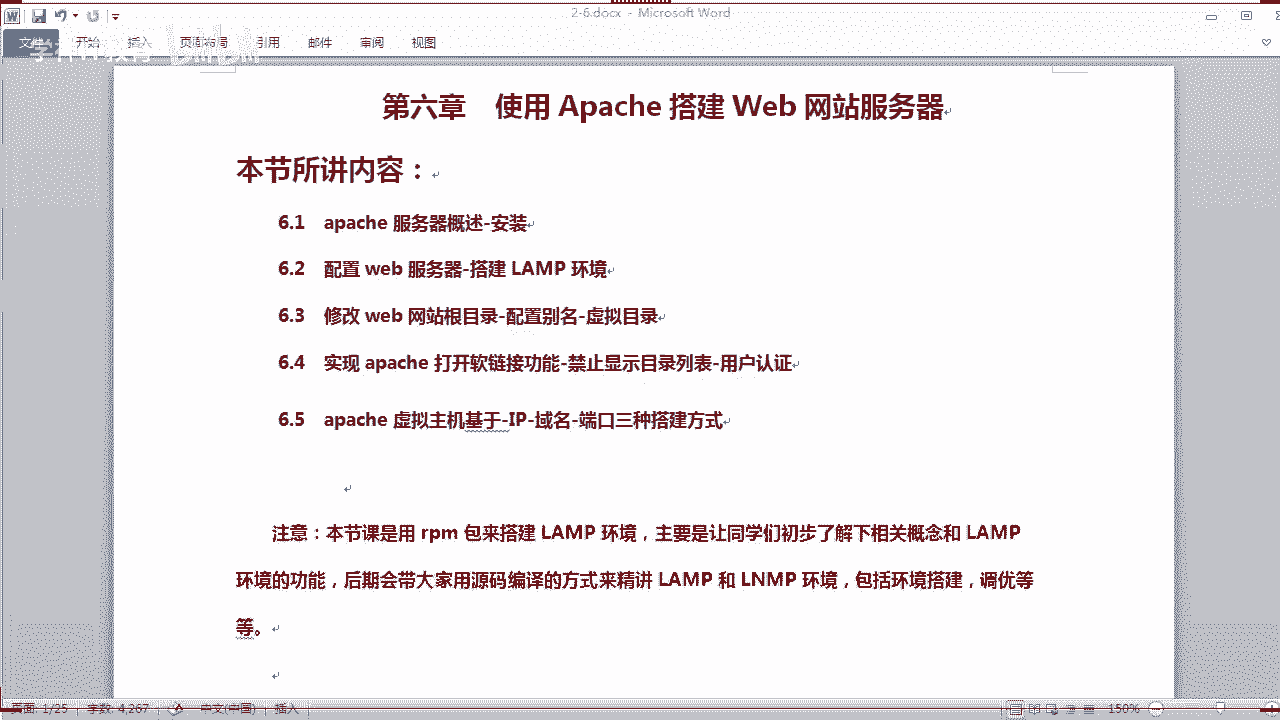 2-6.docx - Microsoft Word
文件 开始 插入 页面布局 引用 邮件 审阅 视图
第六章 使用 Apache 搭建 Web 网站服务器
本节所讲内容：
6.1 apache 服务器概述-安装
6.2 配置 web 服务器-搭建 LAMP 环境
6.3 修改 web 网站根目录-配置别名-虚拟目录
6.4 实现 apache 打开软链接功能-禁止显示目录列表-用户认证
6.5 apache 虚拟主机基于-IP-域名-端口三种搭建方式
注意：本节课是用 rpm 包来搭建 LAMP 环境，主要是让同学们初步了解下相关概念和 LAMP
环境的功能，后期会带大家用源码编译的方式来精讲 LAMP 和 LNMP 环境，包括环境搭建，调优等
等。
页面: 1/25 字数: 4,267 中文(中国) 插入 150%